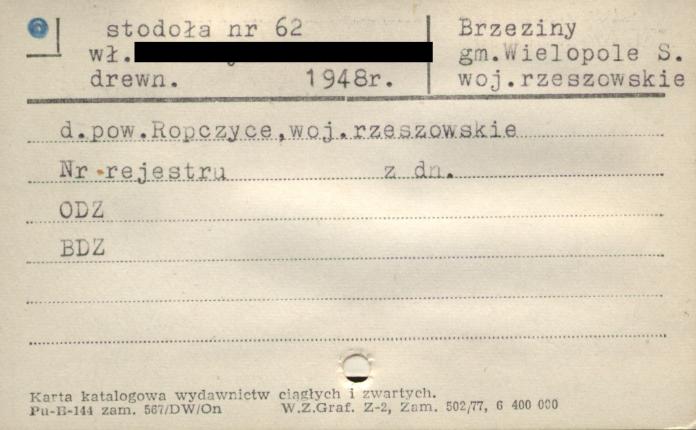 stodoła nr 62
wł.
drewn. 1948r.
Brzeziny
gm.Wielopole S.
woj.rzeszowskie
d.pow.Ropczyce,woj.rzeszowskie
Nr rejestru z dn.
ODZ
BDZ
Karta katalogowa wydawnictw ciągłych i zwartych.
Pu-B-144 zam. 567/DW/On W.Z.Graf. Z-2, Zam. 502/77, 6 400 000